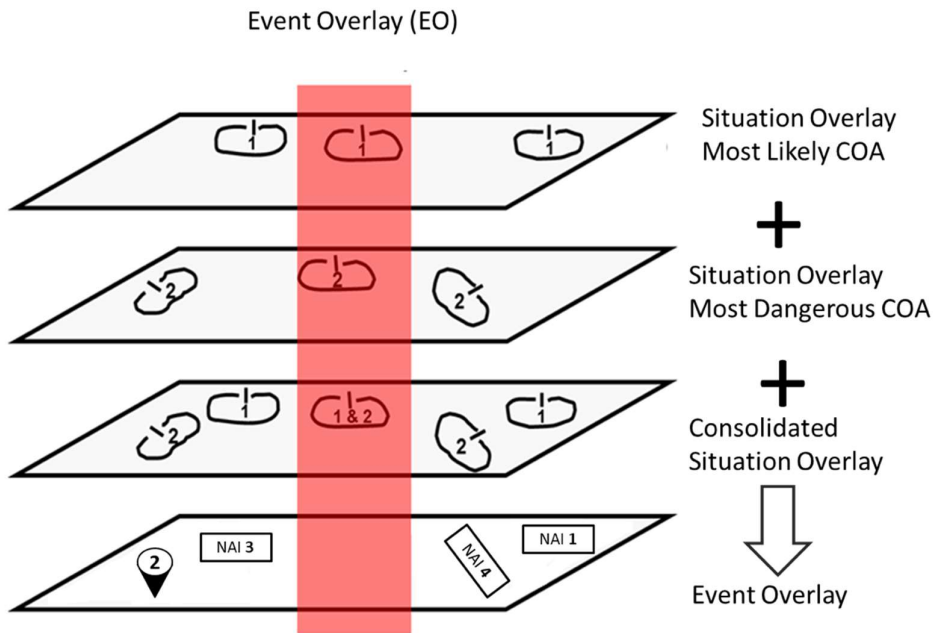 Event Overlay (EO)
1
1
1
Situation Overlay
Most Likely COA
+
2
2
2
Situation Overlay
Most Dangerous COA
+
2
1
1 & 2
2
1
Consolidated
Situation Overlay
2
NAI 3
NAI 4
NAI 1
Event Overlay